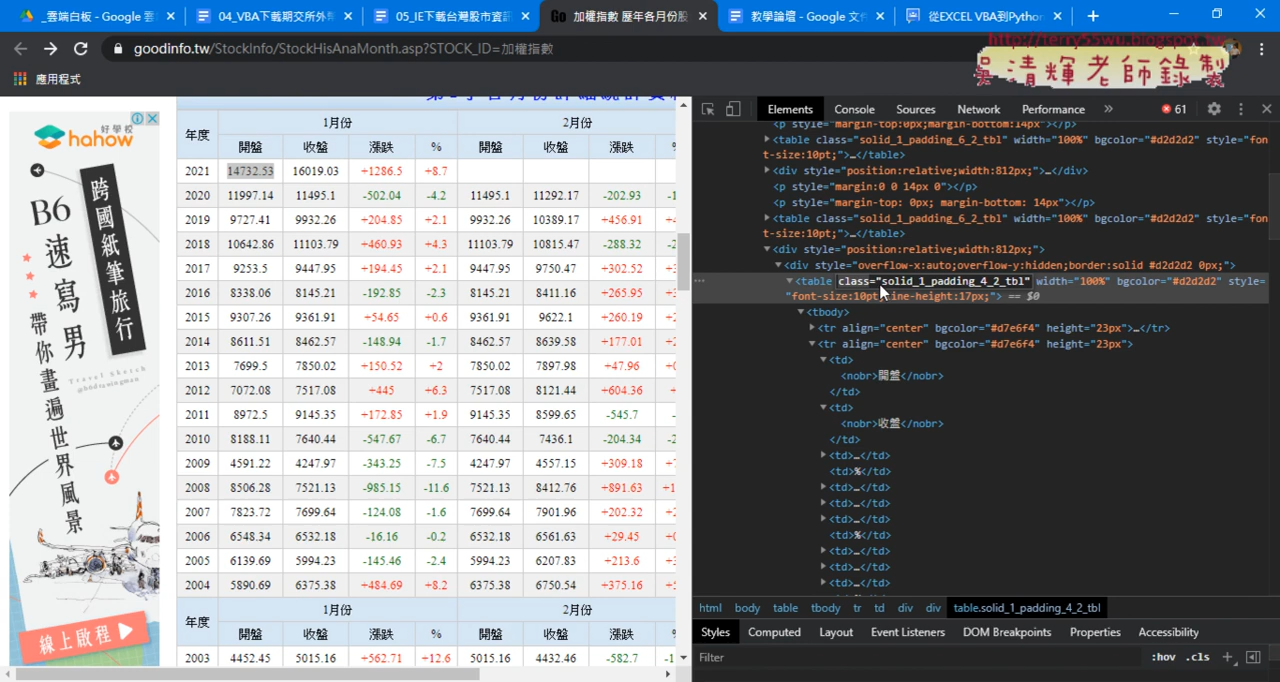 _雲端白板 - Google 雲
04_VBA下載期交所外幣
05_IE下載台灣股市資訊
加權指數 歷年各月份股
教學論壇 - Google 文件
從EXCEL VBA到Python
goodinfo.tw/StockInfo/StockHisAnaMonth.asp?STOCK_ID=加權指數
http://terry55wu.blogspot.tw
吳清輝老師錄製
應用程式
好學校
hahow
跨國紙筆旅行
B6速寫男
帶你畫遍世界風景
Travel Sketch
線上啟程
年度 1月份 2月份
開盤 收盤 漲跌 % 開盤 收盤 漲跌 %
2021 14732.53 16019.03 +1286.5 +8.7
2020 11997.14 11495.1 -502.04 -4.2 11495.1 11292.17 -202.93 -1
2019 9727.41 9932.26 +204.85 +2.1 9932.26 10389.17 +456.91
2018 10642.86 11103.79 +460.93 +4.3 11103.79 10815.47 -288.32 -2
2017 9253.5 9447.95 +194.45 +2.1 9447.95 9750.47 +302.52
2016 8338.06 8145.21 -192.85 -2.3 8145.21 8411.16 +265.95
2015 9307.26 9361.91 +54.65 +0.6 9361.91 9622.1 +260.19
2014 8611.51 8462.57 -148.94 -1.7 8462.57 8639.58 +177.01
2013 7699.5 7850.02 +150.52 +2 7850.02 7897.98 +47.96
2012 7072.08 7517.08 +445 +6.3 7517.08 8121.44 +604.36
2011 8972.5 9145.35 +172.85 +1.9 9145.35 8599.65 -545.7
2010 8188.11 7640.44 -547.67 -6.7 7640.44 7436.1 -204.34
2009 4591.22 4247.97 -343.25 -7.5 4247.97 4557.15 +309.18
2008 8506.28 7521.13 -985.15 -11.6 7521.13 8412.76 +891.63
2007 7823.72 7699.64 -124.08 -1.6 7699.64 7901.96 +202.32
2006 6548.34 6532.18 -16.16 -0.2 6532.18 6561.63 +29.45
2005 6139.69 5994.23 -145.46 -2.4 5994.23 6207.83 +213.6
2004 5890.69 6375.38 +484.69 +8.2 6375.38 6750.54 +375.16
年度 1月份 2月份
開盤 收盤 漲跌 % 開盤 收盤 漲跌 %
2003 4452.45 5015.16 +562.71 +12.6 5015.16 4432.46 -582.7 -1
Elements Console Sources Network Performance » 61
<p style="margin-top:0px;margin-bottom:14px"></p>
<table class="solid_1_padding_6_2_tbl" width="100%" bgcolor="#d2d2d2" style="fon
t-size:10pt;">…</table>
<div style="position:relative;width:812px;">…</div>
<p style="margin:0 0 14px 0"></p>
<p style="margin-top: 0px; margin-bottom: 14px"></p>
<table class="solid_1_padding_6_2_tbl" width="100%" bgcolor="#d2d2d2" style="fon
t-size:10pt;">…</table>
<div style="position:relative;width:812px;">
<div style="overflow-x:auto;overflow-y:hidden;border:solid #d2d2d2 0px;">
<table class="solid_1_padding_4_2_tbl" width="100%" bgcolor="#d2d2d2" style=
"font-size:10pt;line-height:17px;"> == $0
<tbody>
<tr align="center" bgcolor="#d7e6f4" height="23px">…</tr>
<tr align="center" bgcolor="#d7e6f4" height="23px">
<td>
<nobr>開盤</nobr>
</td>
<td>
<nobr>收盤</nobr>
</td>
<td>…</td>
<td>%</td>
<td>…</td>
<td>…</td>
<td>…</td>
<td>%</td>
<td>…</td>
<td>…</td>
<td>…</td>
html body table tbody tr td div div table.solid_1_padding_4_2_tbl
Styles Computed Layout Event Listeners DOM Breakpoints Properties Accessibility
Filter :hov .cls +